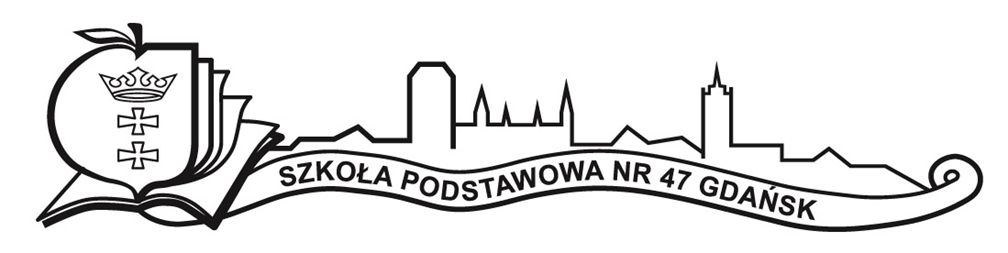 SZKOŁA PODSTAWOWA NR 47 GDAŃSK